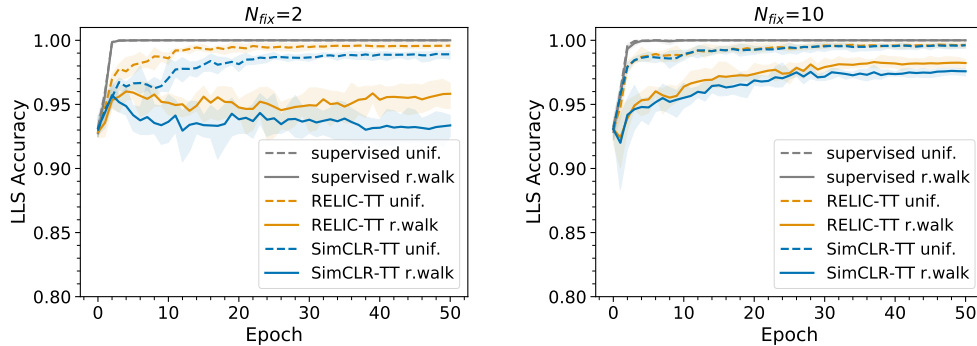 N_fix=2
LLS Accuracy
1.00
0.95
0.90
0.85
0.80
supervised unif.
supervised r.walk
RELIC-TT unif.
RELIC-TT r.walk
SimCLR-TT unif.
SimCLR-TT r.walk
0 10 20 30 40 50
Epoch
N_fix=10
LLS Accuracy
1.00
0.95
0.90
0.85
0.80
supervised unif.
supervised r.walk
RELIC-TT unif.
RELIC-TT r.walk
SimCLR-TT unif.
SimCLR-TT r.walk
0 10 20 30 40 50
Epoch